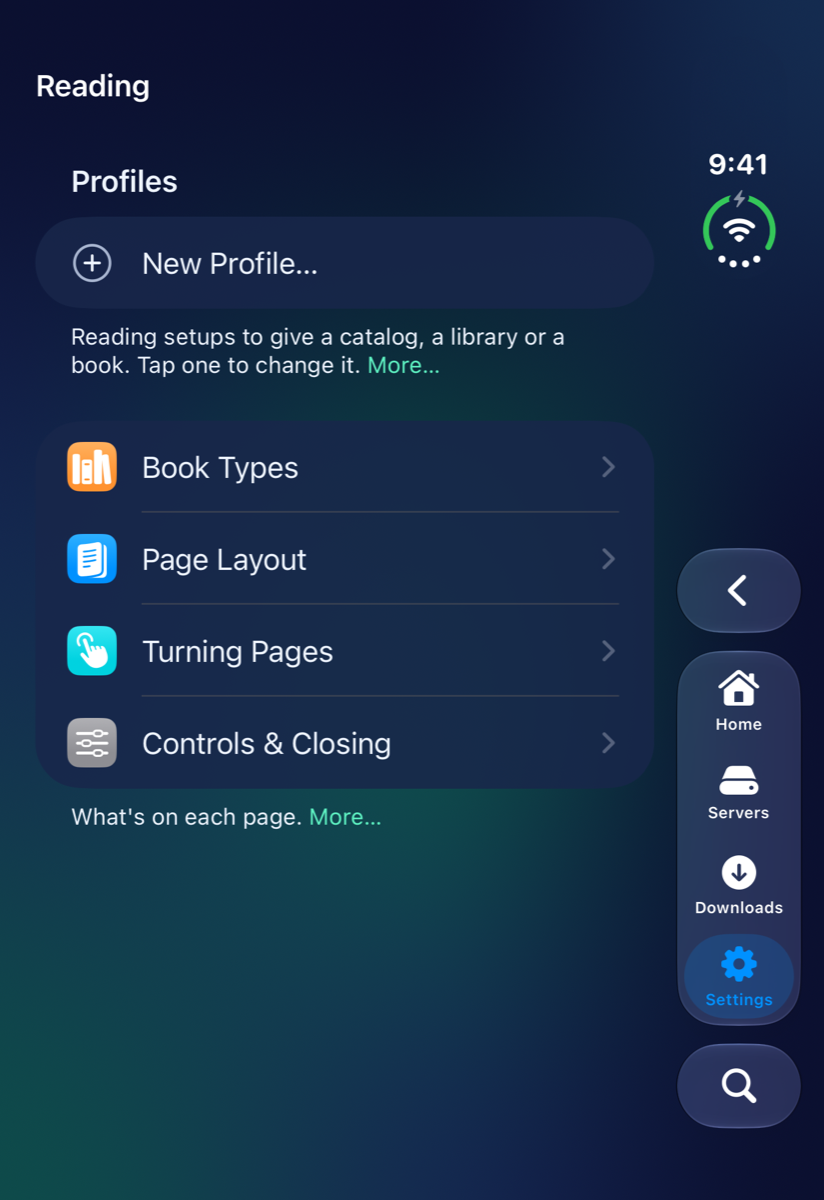 Reading
9:41
Profiles
New Profile...
Reading setups to give a catalog, a library or a
book. Tap one to change it. More...
Book Types
Page Layout
Turning Pages
Controls & Closing
What's on each page. More...
Home
Servers
Downloads
Settings